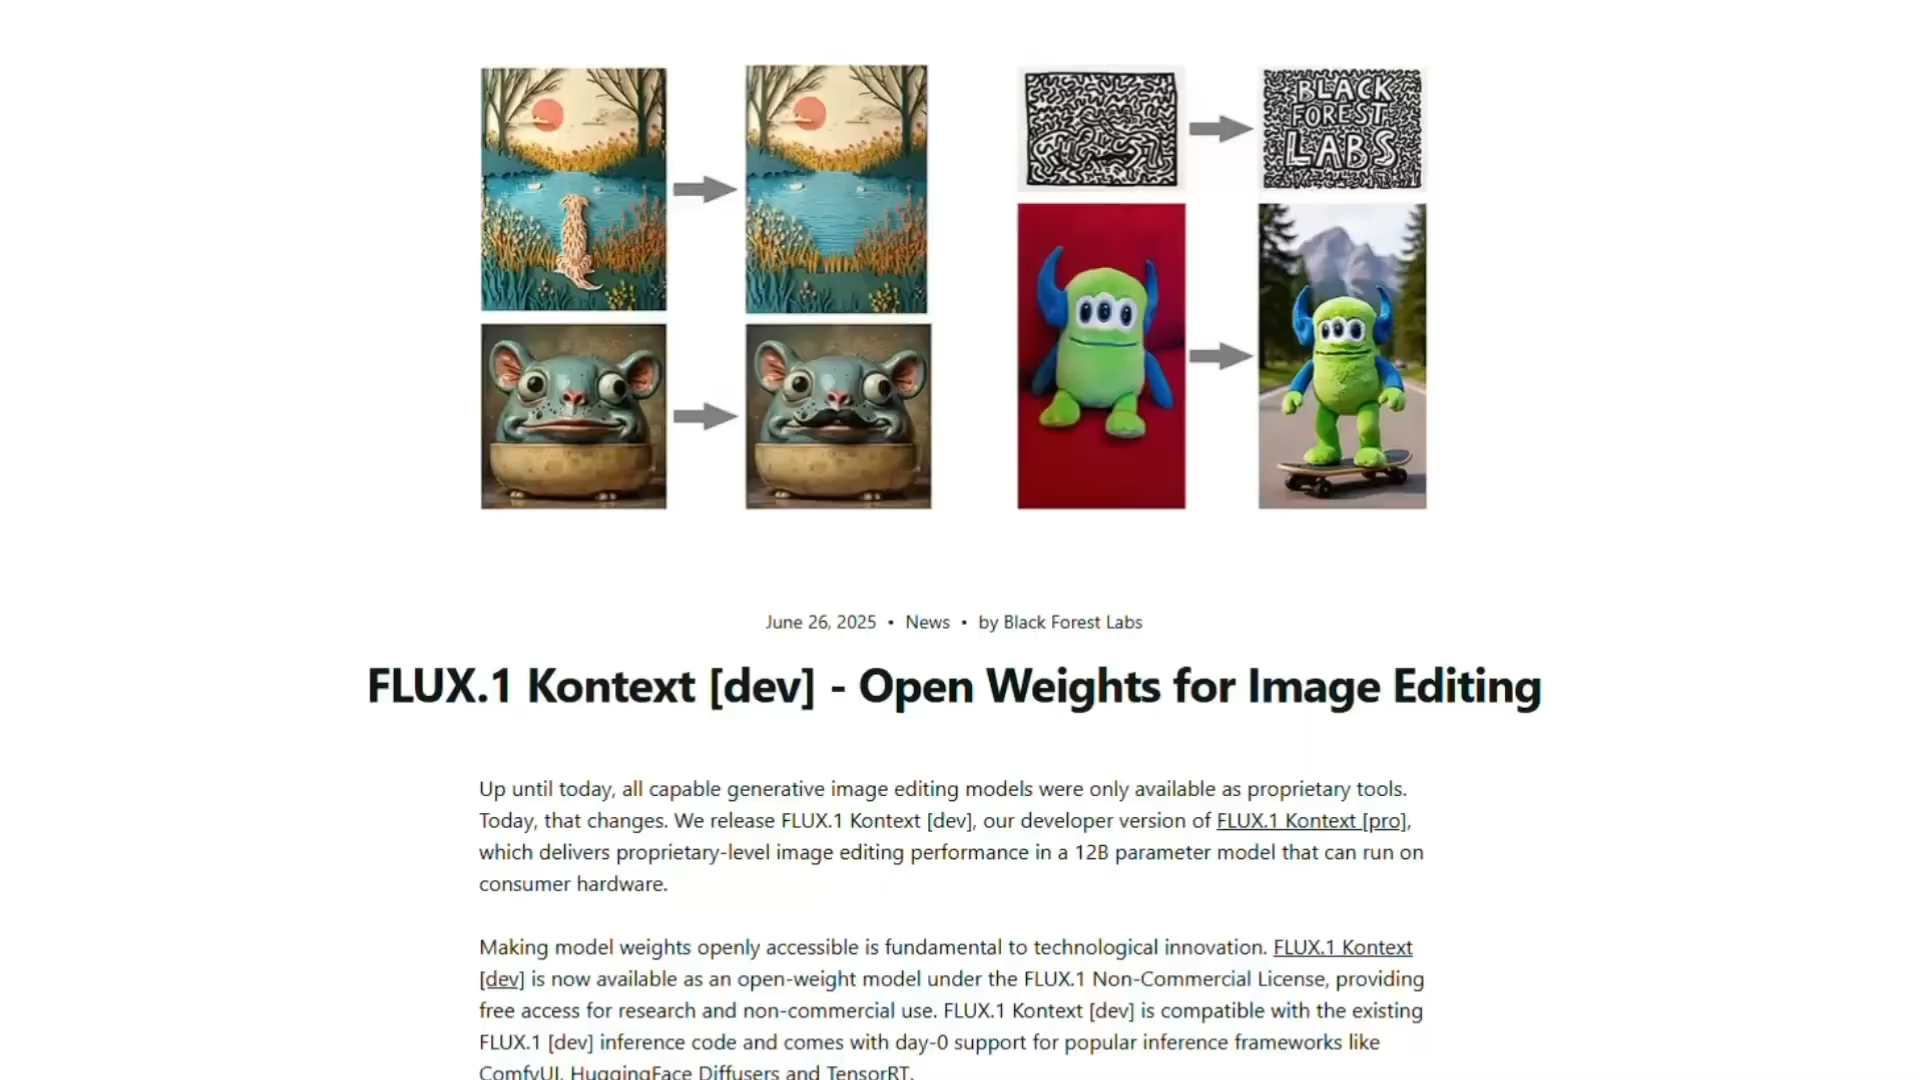 BLACK
FOREST
LABS
June 26, 2025 • News • by Black Forest Labs
FLUX.1 Kontext [dev] - Open Weights for Image Editing
Up until today, all capable generative image editing models were only available as proprietary tools.
Today, that changes. We release FLUX.1 Kontext [dev], our developer version of FLUX.1 Kontext [pro],
which delivers proprietary-level image editing performance in a 12B parameter model that can run on
consumer hardware.
Making model weights openly accessible is fundamental to technological innovation. FLUX.1 Kontext
[dev] is now available as an open-weight model under the FLUX.1 Non-Commercial License, providing
free access for research and non-commercial use. FLUX.1 Kontext [dev] is compatible with the existing
FLUX.1 [dev] inference code and comes with day-0 support for popular inference frameworks like
ComfyUI, HuggingFace Diffusers and TensorRT.